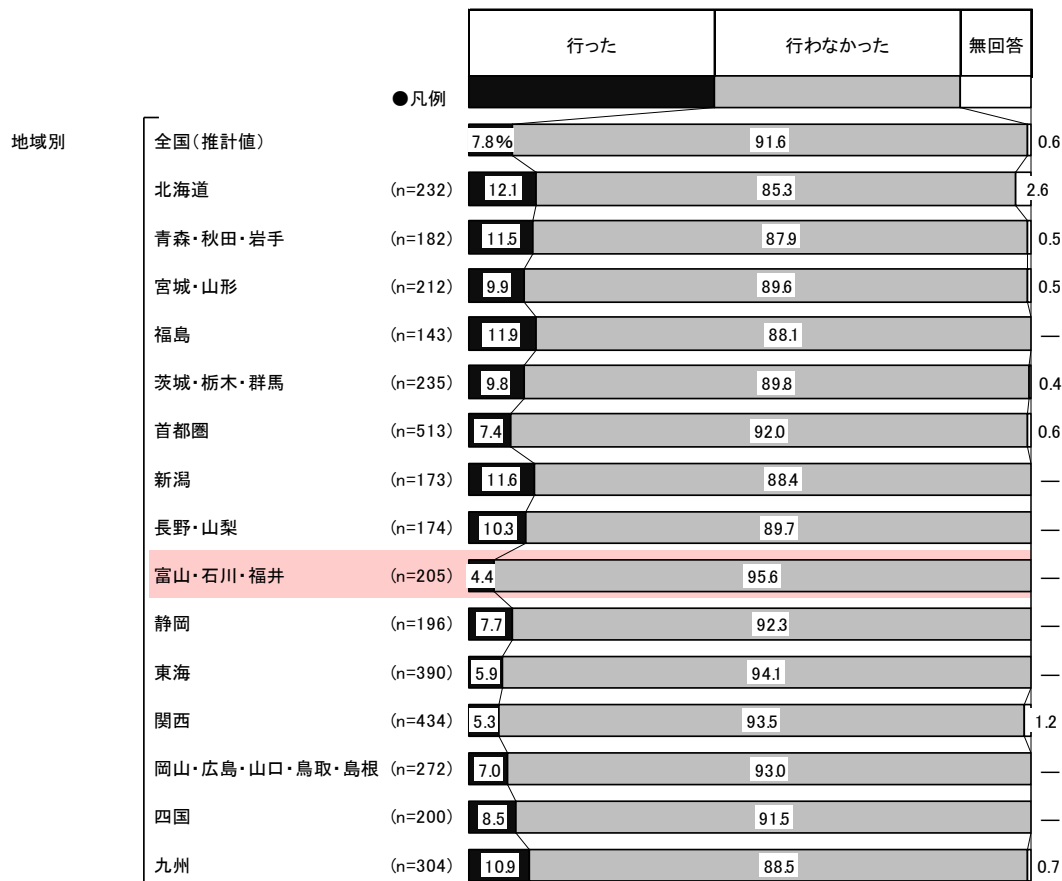 行った 行わなかった 無回答
●凡例
地域別 全国(推計値) 7.8% 91.6 0.6
北海道 (n=232) 12.1 85.3 2.6
青森・秋田・岩手 (n=182) 11.5 87.9 0.5
宮城・山形 (n=212) 9.9 89.6 0.5
福島 (n=143) 11.9 88.1 —
茨城・栃木・群馬 (n=235) 9.8 89.8 0.4
首都圏 (n=513) 7.4 92.0 0.6
新潟 (n=173) 11.6 88.4 —
長野・山梨 (n=174) 10.3 89.7 —
富山・石川・福井 (n=205) 4.4 95.6 —
静岡 (n=196) 7.7 92.3 —
東海 (n=390) 5.9 94.1 —
関西 (n=434) 5.3 93.5 1.2
岡山・広島・山口・鳥取・島根 (n=272) 7.0 93.0 —
四国 (n=200) 8.5 91.5 —
九州 (n=304) 10.9 88.5 0.7